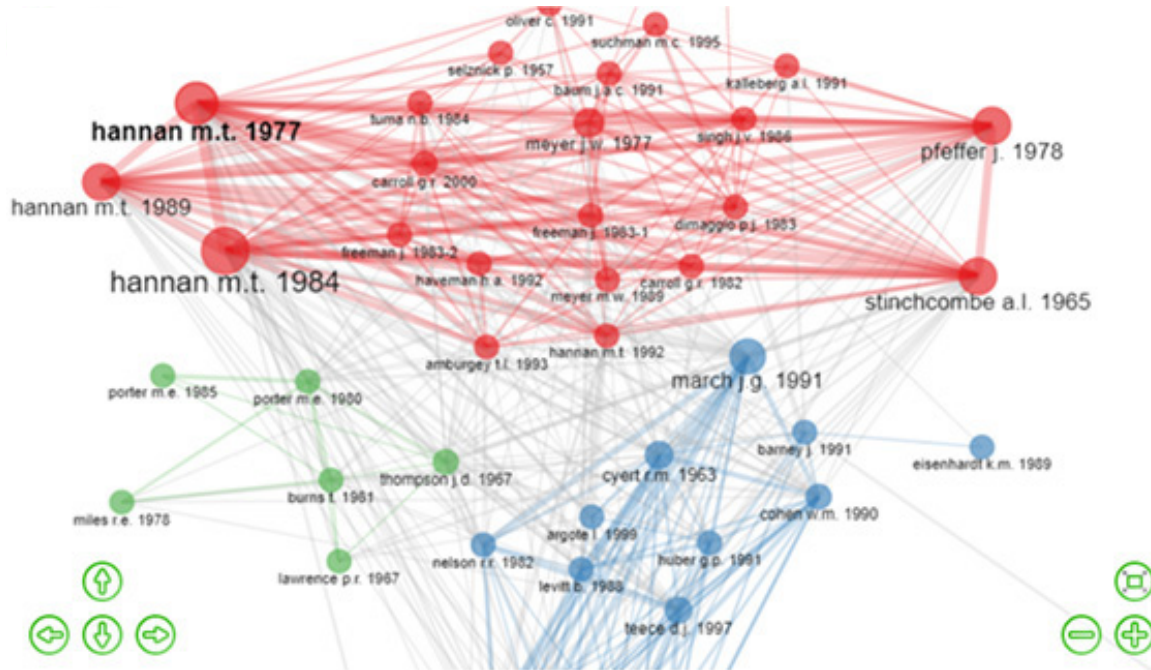 oliver c. 1991
suchman m.c. 1995
selznick p. 1957
kalleberg a.l. 1991
baum j.a.c. 1991
tuma n.b. 1984
hannan m.t. 1977
meyer j.w. 1977
singh j.v. 1986
pfeffer j. 1978
carroll g.r. 2000
hannan m.t. 1989
freeman j. 1983-1
dimaggio p.j. 1983
freeman j. 1983-2
hannan m.t. 1984
haveman h.a. 1992
meyer m.w. 1989
carroll g.r. 1982
stinchcombe a.l. 1965
hannan m.t. 1992
amburgey t.l. 1993
march j.g. 1991
porter m.e. 1985
porter m.e. 1980
barney j. 1991
eisenhardt k.m. 1989
cyert r.m. 1963
thompson j.d. 1967
burns t. 1961
cohen w.m. 1990
miles r.e. 1978
argote l. 1999
nelson r.r. 1982
huber g.p. 1991
lawrence p.r. 1967
levitt b. 1988
teece d.j. 1997